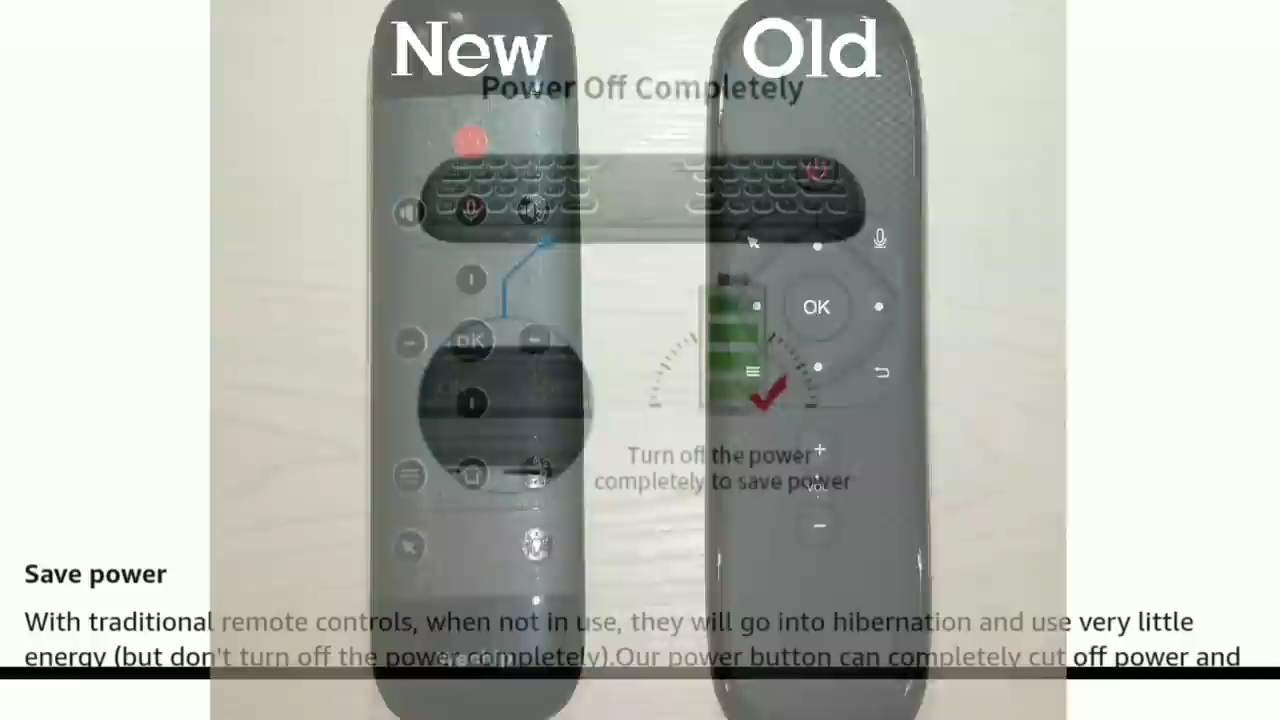 New
Old
Power Off Completely
OK
OK
Turn off the power
completely to save power
+
VOL
−
Save power
With traditional remote controls, when not in use, they will go into hibernation and use very little
energy (but don't turn off the power completely).Our power button can completely cut off power and